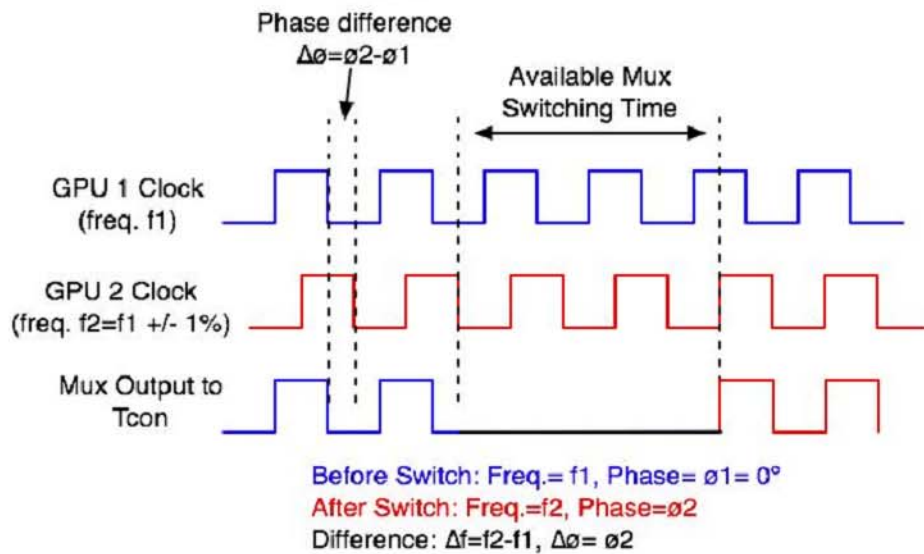 Phase difference
Δø=ø2-ø1
Available Mux
Switching Time
GPU 1 Clock
(freq. f1)
GPU 2 Clock
(freq. f2=f1 +/- 1%)
Mux Output to
Tcon
Before Switch: Freq.= f1, Phase= ø1= 0°
After Switch: Freq.=f2, Phase=ø2
Difference: Δf=f2-f1, Δø= ø2